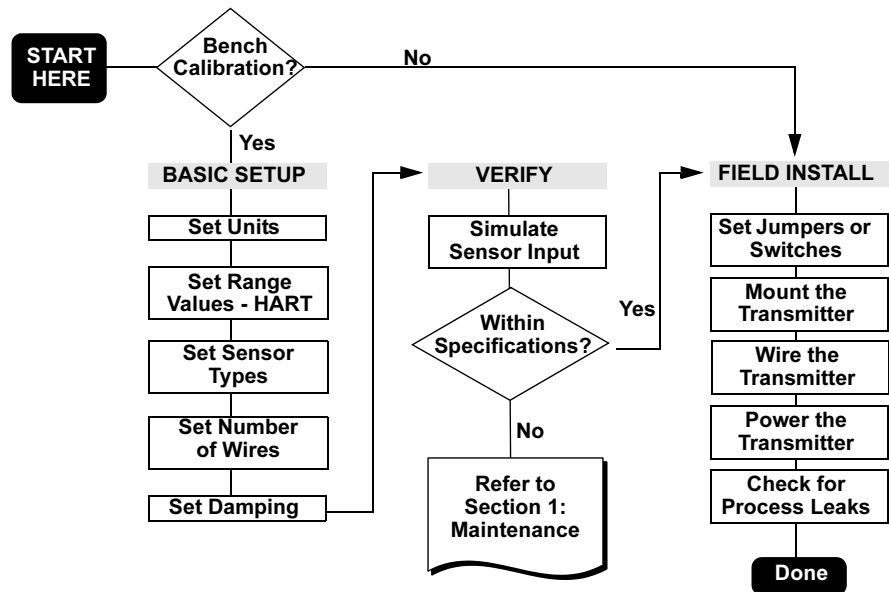 START
HERE
Bench
Calibration?
No
Yes
BASIC SETUP
Set Units
Set Range
Values - HART
Set Sensor
Types
Set Number
of Wires
Set Damping
VERIFY
Simulate
Sensor Input
Within
Specifications?
Yes
No
Refer to
Section 1:
Maintenance
FIELD INSTALL
Set Jumpers or
Switches
Mount the
Transmitter
Wire the
Transmitter
Power the
Transmitter
Check for
Process Leaks
Done